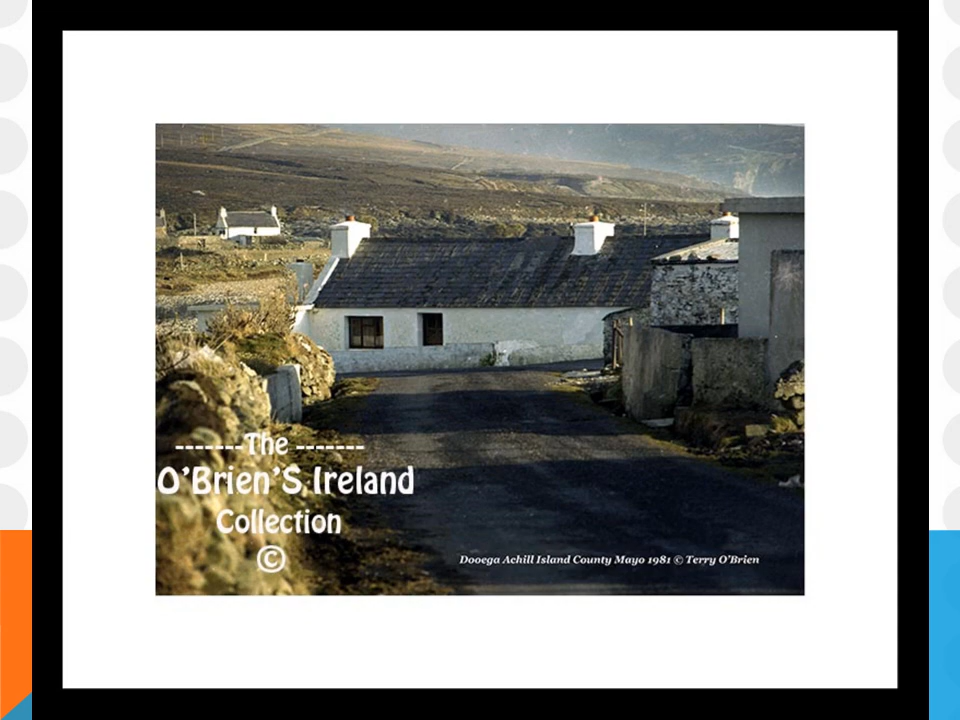 -------The -------
O'Brien'S Ireland
Collection
©
Dooega Achill Island County Mayo 1981 © Terry O'Brien